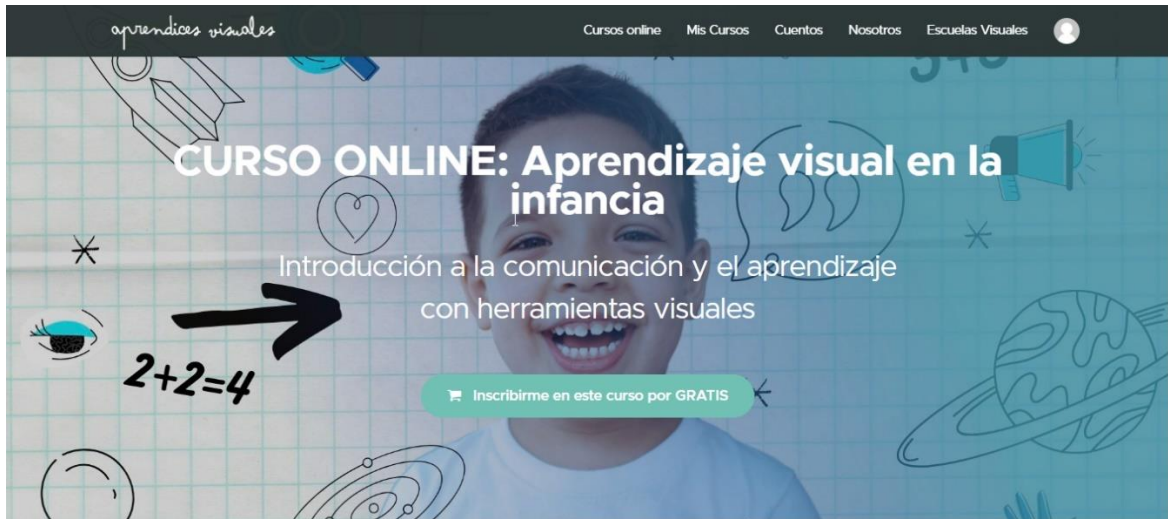 aprendices visuales
Cursos online Mis Cursos Cuentos Nosotros Escuelas Visuales
CURSO ONLINE: Aprendizaje visual en la
infancia
Introducción a la comunicación y el aprendizaje
con herramientas visuales
2+2=4
Inscribirme en este curso por GRATIS